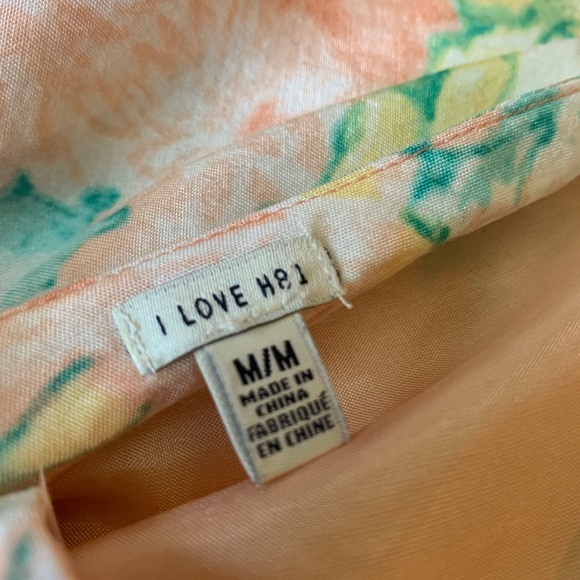 I LOVE H81
M/M
MADE IN
CHINA
FABRIQUÉ
EN CHINE